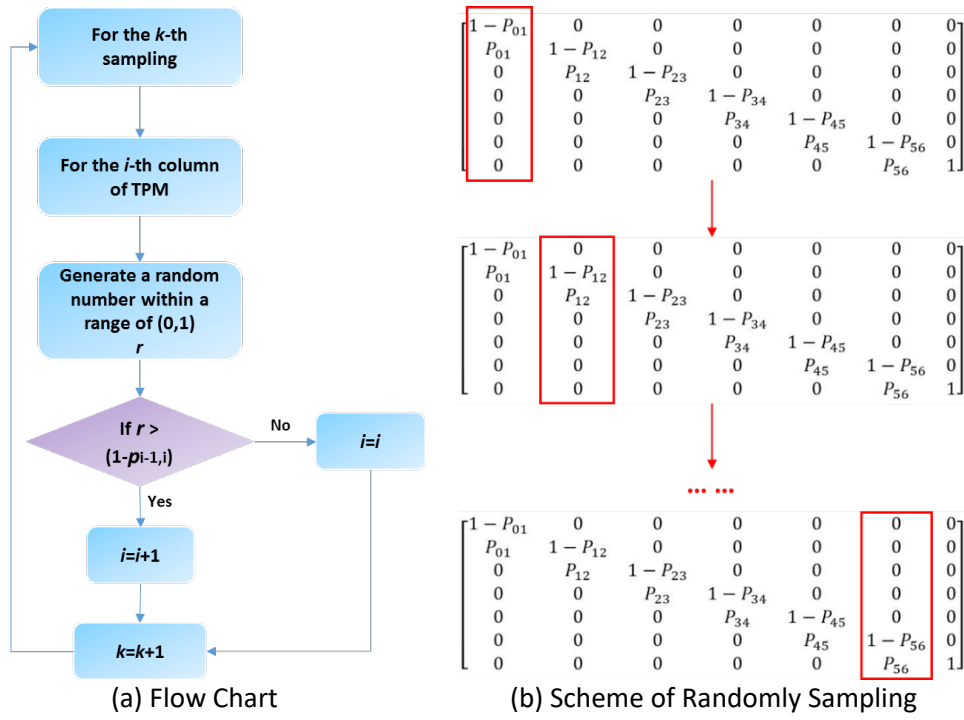 For the k-th
sampling
For the i-th column
of TPM
Generate a random
number within a
range of (0,1)
r
If r >
(1-pi-1,i)
No
i=i
Yes
i=i+1
k=k+1
(a) Flow Chart
1 − P01 0 0 0 0 0 0
P01 1 − P12 0 0 0 0 0
0 P12 1 − P23 0 0 0 0
0 0 P23 1 − P34 0 0 0
0 0 0 P34 1 − P45 0 0
0 0 0 0 P45 1 − P56 0
0 0 0 0 0 P56 1
1 − P01 0 0 0 0 0 0
P01 1 − P12 0 0 0 0 0
0 P12 1 − P23 0 0 0 0
0 0 P23 1 − P34 0 0 0
0 0 0 P34 1 − P45 0 0
0 0 0 0 P45 1 − P56 0
0 0 0 0 0 P56 1
... ...
1 − P01 0 0 0 0 0 0
P01 1 − P12 0 0 0 0 0
0 P12 1 − P23 0 0 0 0
0 0 P23 1 − P34 0 0 0
0 0 0 P34 1 − P45 0 0
0 0 0 0 P45 1 − P56 0
0 0 0 0 0 P56 1
(b) Scheme of Randomly Sampling